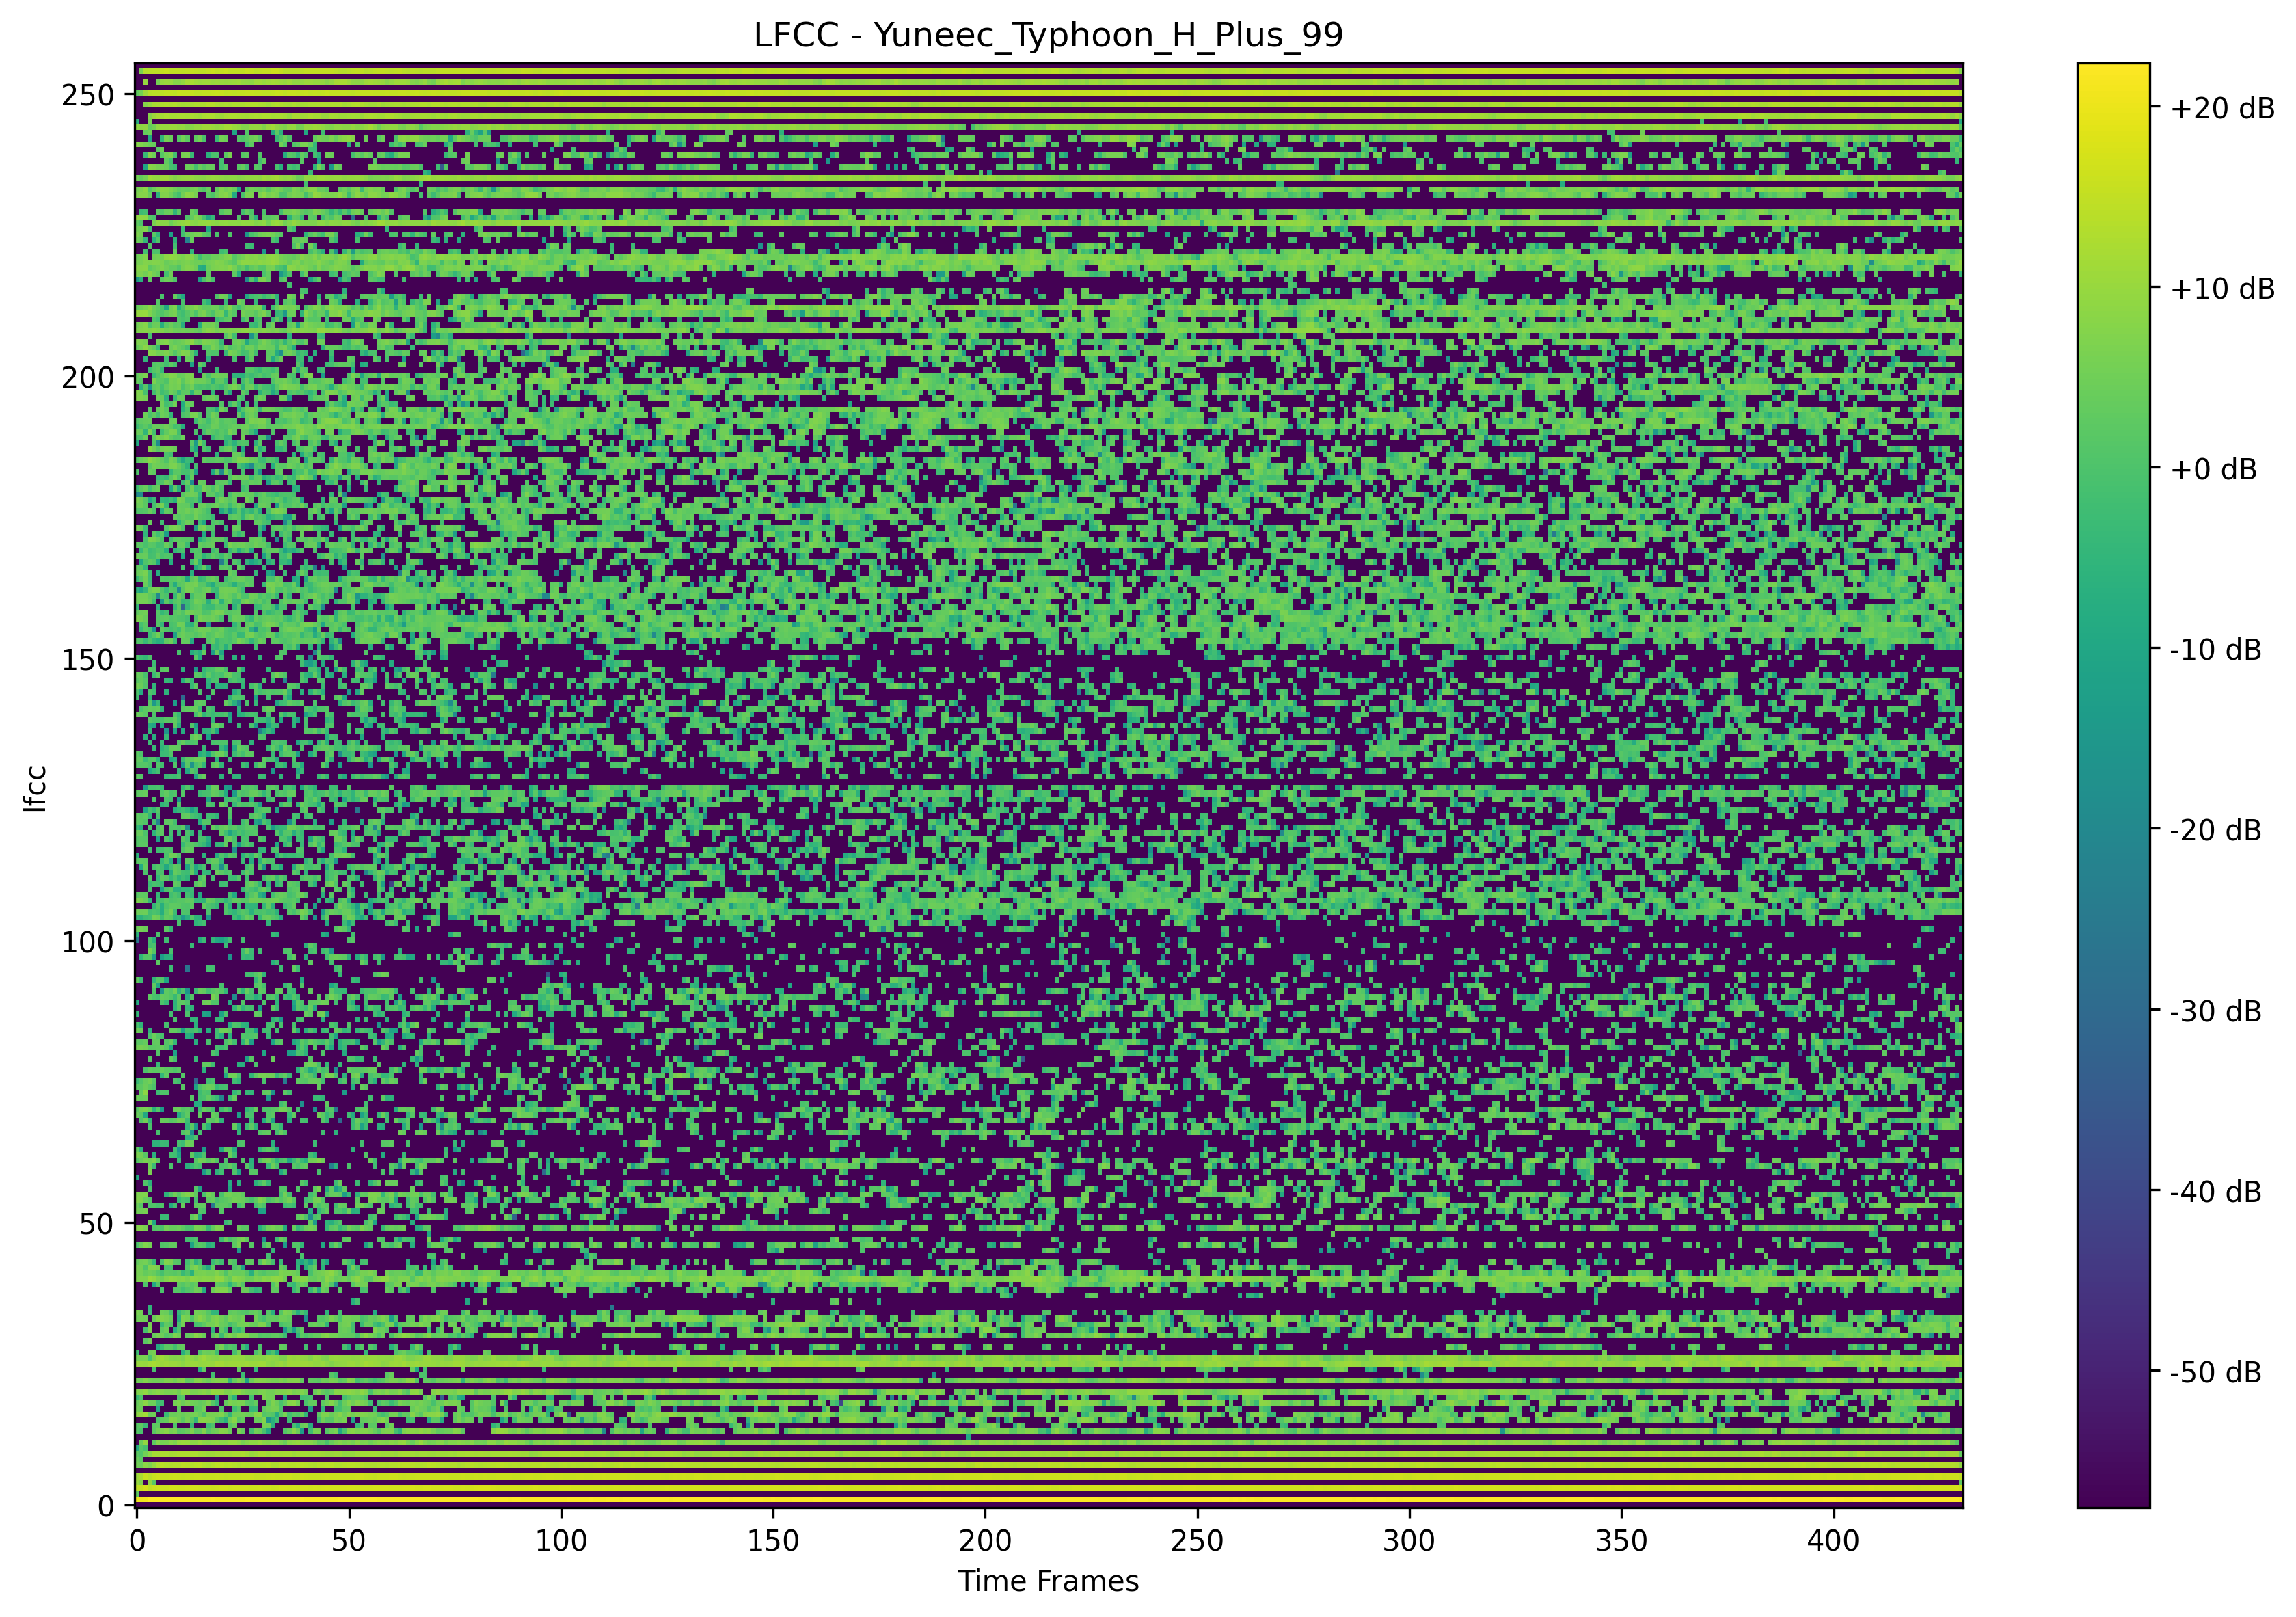 LFCC - Yuneec_Typhoon_H_Plus_99
250
200
150
100
50
0
lfcc
0 50 100 150 200 250 300 350 400
Time Frames
+20 dB
+10 dB
+0 dB
-10 dB
-20 dB
-30 dB
-40 dB
-50 dB